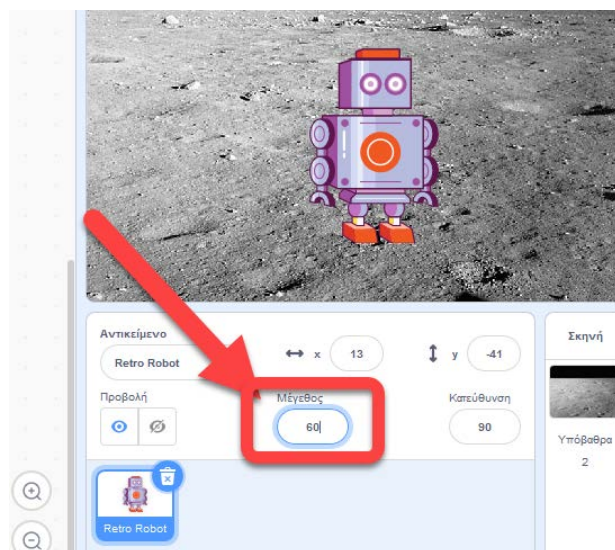 Αντικείμενο
Retro Robot
x 13
y -41
Σκηνή
Προβολή
Μέγεθος
60
Κατεύθυνση
90
Υπόβαθρα
2
Retro Robot